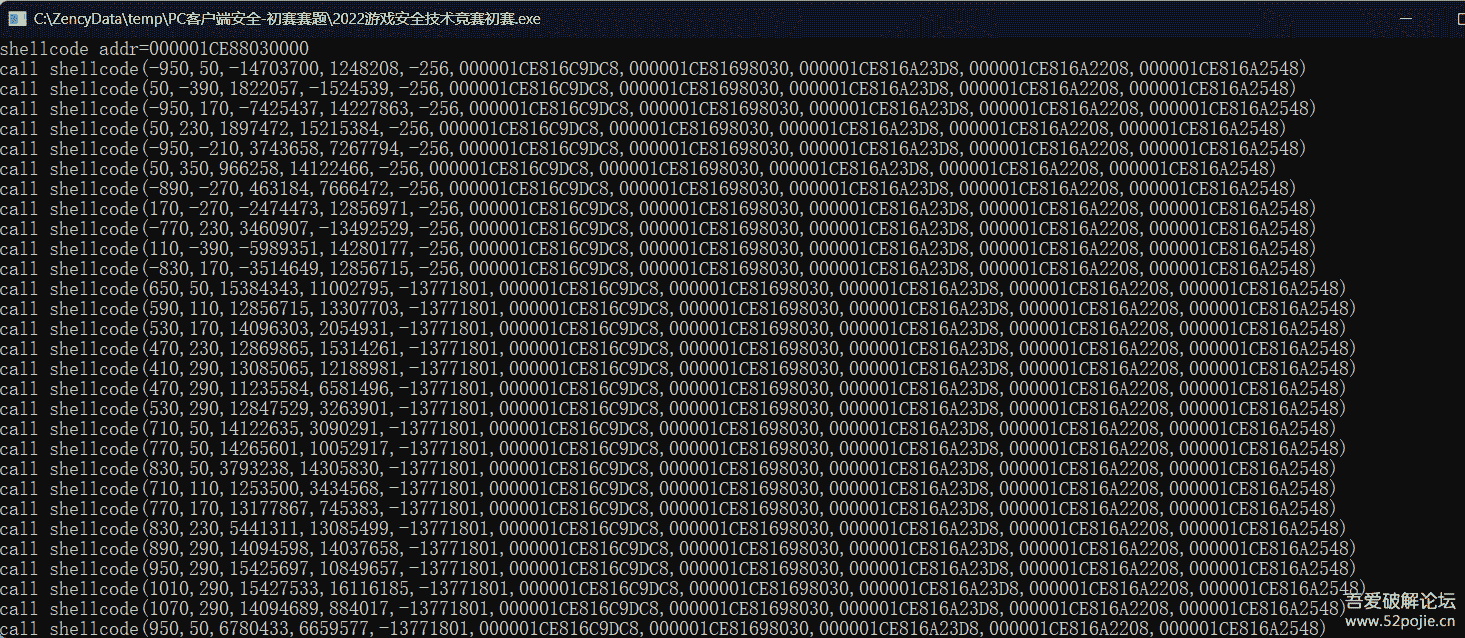 C:\ZencyData\temp\PC客户端安全-初赛赛题\2022游戏安全技术竞赛初赛.exe
shellcode addr=000001CE88030000
call shellcode(-950,50,-14703700,1248208,-256,000001CE816C9DC8,000001CE81698030,000001CE816A23D8,000001CE816A2208,000001CE816A2548)
call shellcode(50,-390,1822057,-1524539,-256,000001CE816C9DC8,000001CE81698030,000001CE816A23D8,000001CE816A2208,000001CE816A2548)
call shellcode(-950,170,-7425437,14227863,-256,000001CE816C9DC8,000001CE81698030,000001CE816A23D8,000001CE816A2208,000001CE816A2548)
call shellcode(50,230,1897472,15215384,-256,000001CE816C9DC8,000001CE81698030,000001CE816A23D8,000001CE816A2208,000001CE816A2548)
call shellcode(-950,-210,3743658,7267794,-256,000001CE816C9DC8,000001CE81698030,000001CE816A23D8,000001CE816A2208,000001CE816A2548)
call shellcode(50,350,966258,14122466,-256,000001CE816C9DC8,000001CE81698030,000001CE816A23D8,000001CE816A2208,000001CE816A2548)
call shellcode(-890,-270,463184,7666472,-256,000001CE816C9DC8,000001CE81698030,000001CE816A23D8,000001CE816A2208,000001CE816A2548)
call shellcode(170,-270,-2474473,12856971,-256,000001CE816C9DC8,000001CE81698030,000001CE816A23D8,000001CE816A2208,000001CE816A2548)
call shellcode(-770,230,3460907,-13492529,-256,000001CE816C9DC8,000001CE81698030,000001CE816A23D8,000001CE816A2208,000001CE816A2548)
call shellcode(110,-390,-5989351,14280177,-256,000001CE816C9DC8,000001CE81698030,000001CE816A23D8,000001CE816A2208,000001CE816A2548)
call shellcode(-830,170,-3514649,12856715,-256,000001CE816C9DC8,000001CE81698030,000001CE816A23D8,000001CE816A2208,000001CE816A2548)
call shellcode(650,50,15384343,11002795,-13771801,000001CE816C9DC8,000001CE81698030,000001CE816A23D8,000001CE816A2208,000001CE816A2548)
call shellcode(590,110,12856715,13307703,-13771801,000001CE816C9DC8,000001CE81698030,000001CE816A23D8,000001CE816A2208,000001CE816A2548)
call shellcode(530,170,14096303,2054931,-13771801,000001CE816C9DC8,000001CE81698030,000001CE816A23D8,000001CE816A2208,000001CE816A2548)
call shellcode(470,230,12869865,15314261,-13771801,000001CE816C9DC8,000001CE81698030,000001CE816A23D8,000001CE816A2208,000001CE816A2548)
call shellcode(410,290,13085065,12188981,-13771801,000001CE816C9DC8,000001CE81698030,000001CE816A23D8,000001CE816A2208,000001CE816A2548)
call shellcode(470,290,11235584,6581496,-13771801,000001CE816C9DC8,000001CE81698030,000001CE816A23D8,000001CE816A2208,000001CE816A2548)
call shellcode(530,290,12847529,3263901,-13771801,000001CE816C9DC8,000001CE81698030,000001CE816A23D8,000001CE816A2208,000001CE816A2548)
call shellcode(710,50,14122635,3090291,-13771801,000001CE816C9DC8,000001CE81698030,000001CE816A23D8,000001CE816A2208,000001CE816A2548)
call shellcode(770,50,14265601,10052917,-13771801,000001CE816C9DC8,000001CE81698030,000001CE816A23D8,000001CE816A2208,000001CE816A2548)
call shellcode(830,50,3793238,14305830,-13771801,000001CE816C9DC8,000001CE81698030,000001CE816A23D8,000001CE816A2208,000001CE816A2548)
call shellcode(710,110,1253500,3434568,-13771801,000001CE816C9DC8,000001CE81698030,000001CE816A23D8,000001CE816A2208,000001CE816A2548)
call shellcode(770,170,13177867,745383,-13771801,000001CE816C9DC8,000001CE81698030,000001CE816A23D8,000001CE816A2208,000001CE816A2548)
call shellcode(830,230,5441311,13085499,-13771801,000001CE816C9DC8,000001CE81698030,000001CE816A23D8,000001CE816A2208,000001CE816A2548)
call shellcode(890,290,14094598,14037658,-13771801,000001CE816C9DC8,000001CE81698030,000001CE816A23D8,000001CE816A2208,000001CE816A2548)
call shellcode(950,290,15425697,10849657,-13771801,000001CE816C9DC8,000001CE81698030,000001CE816A23D8,000001CE816A2208,000001CE816A2548)
call shellcode(1010,290,15427533,16116185,-13771801,000001CE816C9DC8,000001CE81698030,000001CE816A23D8,000001CE816A2208,000001CE816A2548)
call shellcode(1070,290,14094689,884017,-13771801,000001CE816C9DC8,000001CE81698030,000001CE816A23D8,000001CE816A2208,000001CE816A2548)
call shellcode(950,50,6780433,6659577,-13771801,000001CE816C9DC8,000001CE81698030,000001CE816A23D8,000001CE816A2208,000001CE816A2548)
吾爱破解论坛
www.52pojie.cn